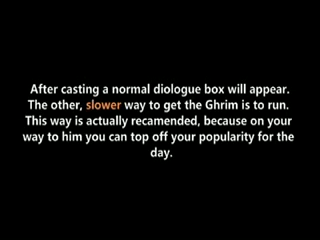 After casting a normal diologue box will appear.
The other, slower way to get the Ghrim is to run.
This way is actually recamended, because on your
way to him you can top off your popularity for the
day.